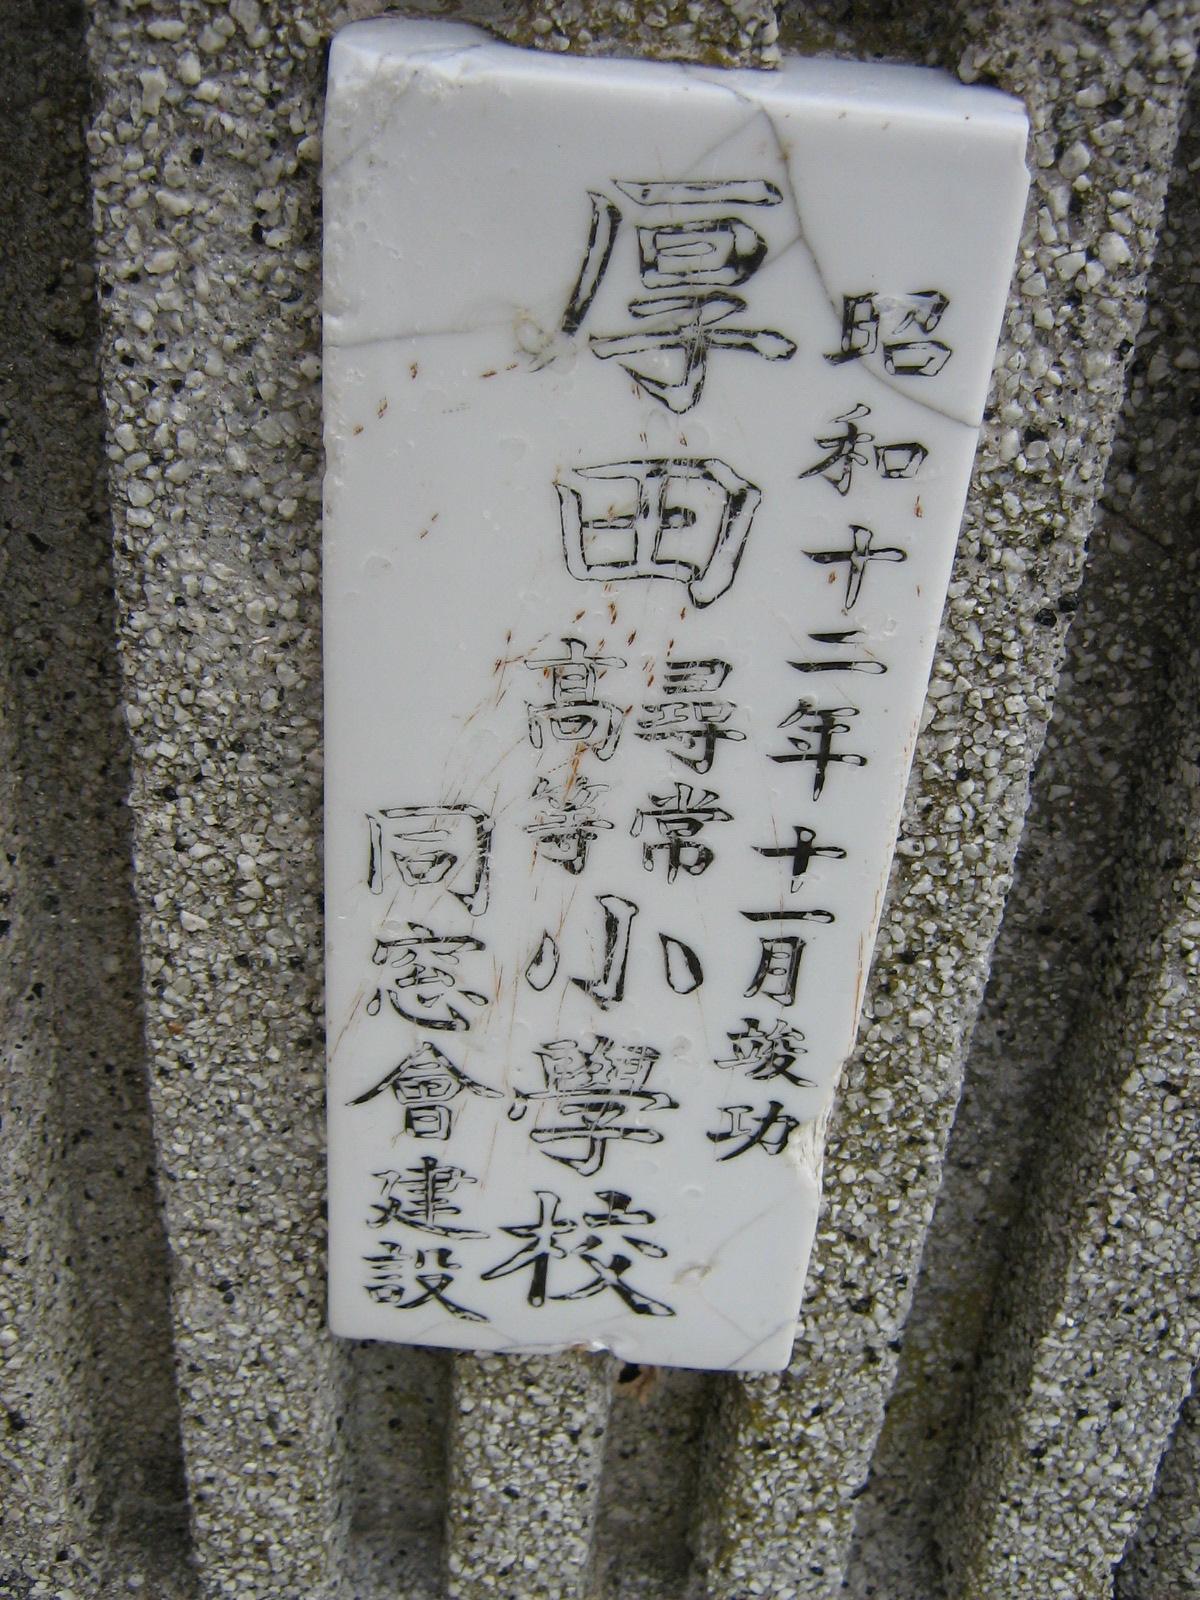 昭和十二年十一月竣功
厚田尋常高等小學校
同窓會建設